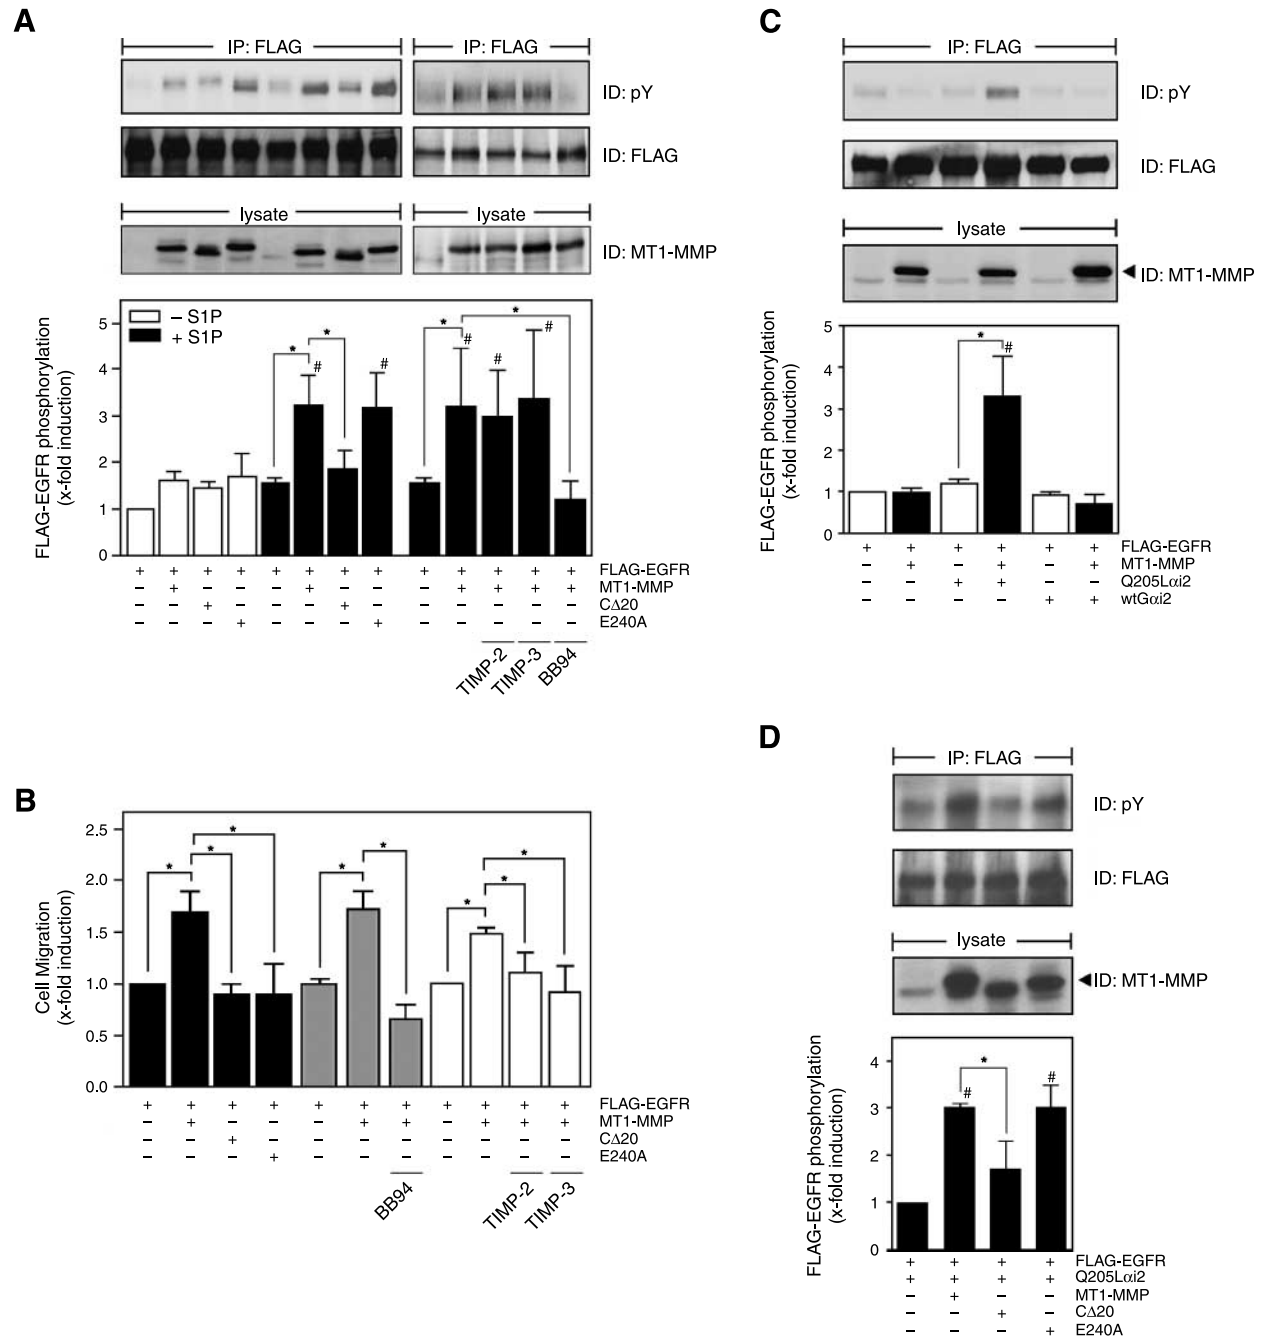 A
IP: FLAG
IP: FLAG
ID: pY
ID: FLAG
lysate
lysate
ID: MT1-MMP
FLAG-EGFR phosphorylation
(x-fold induction)
5
4
3
2
1
0
– S1P
+ S1P
* # * # * # # # *
+ + + + + + + + + + + + + FLAG-EGFR
– + – – – + – – – + + + + MT1-MMP
– – + – – – + – – – – – – CΔ20
– – – + – – – + – – – – – E240A
TIMP-2
TIMP-3
BB94
B
Cell Migration
(x-fold induction)
2.5
2.0
1.5
1.0
0.5
0.0
* * * * * * * *
+ + + + + + + + + + + FLAG-EGFR
– + – – – + + – + + + MT1-MMP
– – + – – – – – – – – CΔ20
– – – + – – – – – – – E240A
BB94
TIMP-2
TIMP-3
C
IP: FLAG
ID: pY
ID: FLAG
lysate
ID: MT1-MMP
FLAG-EGFR phosphorylation
(x-fold induction)
5
4
3
2
1
0
* #
+ + + + + + FLAG-EGFR
– + – + – + MT1-MMP
– – + + – – Q205Lαi2
– – – – + + wtGαi2
D
IP: FLAG
ID: pY
ID: FLAG
lysate
ID: MT1-MMP
FLAG-EGFR phosphorylation
(x-fold induction)
4
3
2
1
0
# * #
+ + + + FLAG-EGFR
+ + + + Q205Lαi2
– + – – MT1-MMP
– – + – CΔ20
– – – + E240A